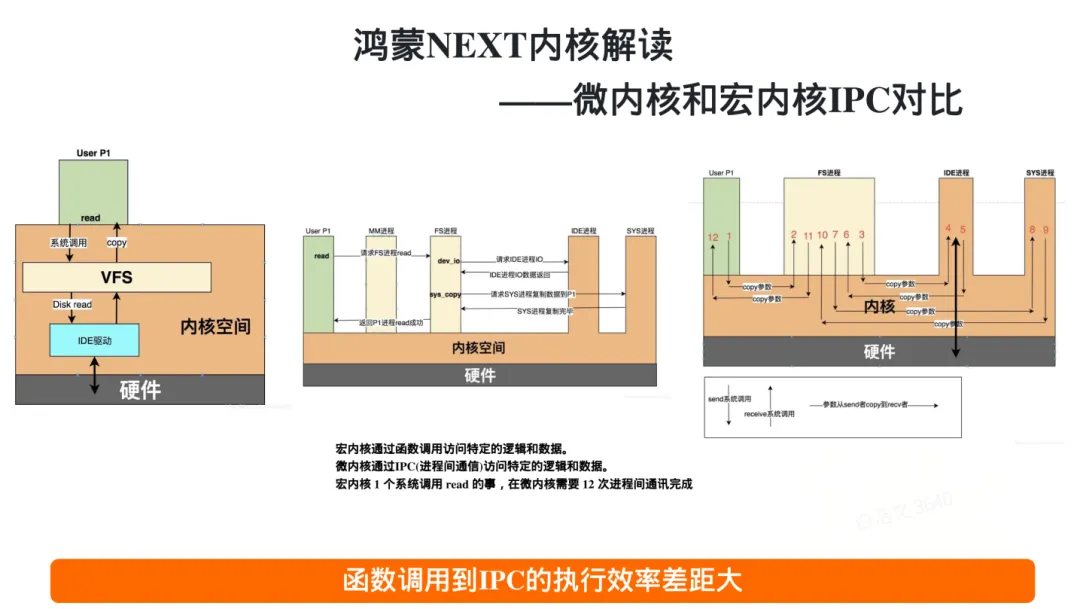 鸿蒙NEXT内核解读
——微内核和宏内核IPC对比
User P1
read
系统调用
copy
VFS
Disk read
内核空间
IDE驱动
硬件
User P1
MM进程
FS进程
IDE进程
SYS进程
read
请求FS进程read
dev_io
请求IDE进程IO
IDE进程IO数据返回
sys_copy
请求SYS进程复制数据到P1
SYS进程复制完毕
返回P1进程read成功
内核空间
硬件
User P1
FS进程
IDE进程
SYS进程
12 1 2 11 10 7 6 3 4 5 8 9
copy参数
copy参数
copy参数
copy参数
copy参数
copy参数
内核
硬件
send系统调用
receive系统调用
参数从send者copy到recv者
宏内核通过函数调用访问特定的逻辑和数据。
微内核通过IPC(进程间通信)访问特定的逻辑和数据。
宏内核 1 个系统调用 read 的事，在微内核需要 12 次进程间通讯完成
3640
函数调用到IPC的执行效率差距大